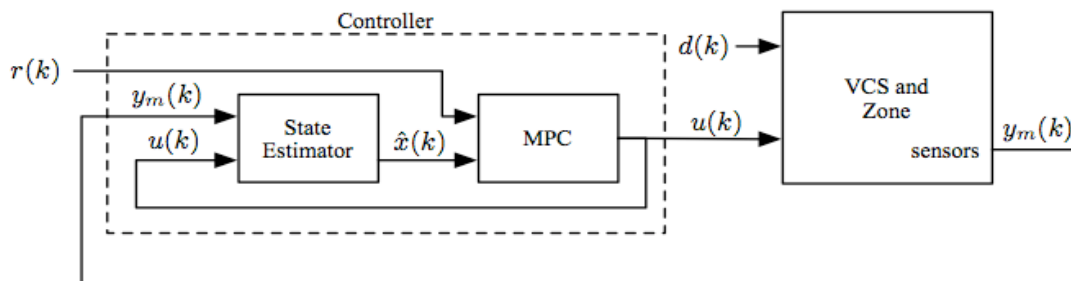 Controller
r(k)
y_m(k)
u(k)
State
Estimator
x̂(k)
MPC
u(k)
d(k)
VCS and
Zone
sensors
y_m(k)